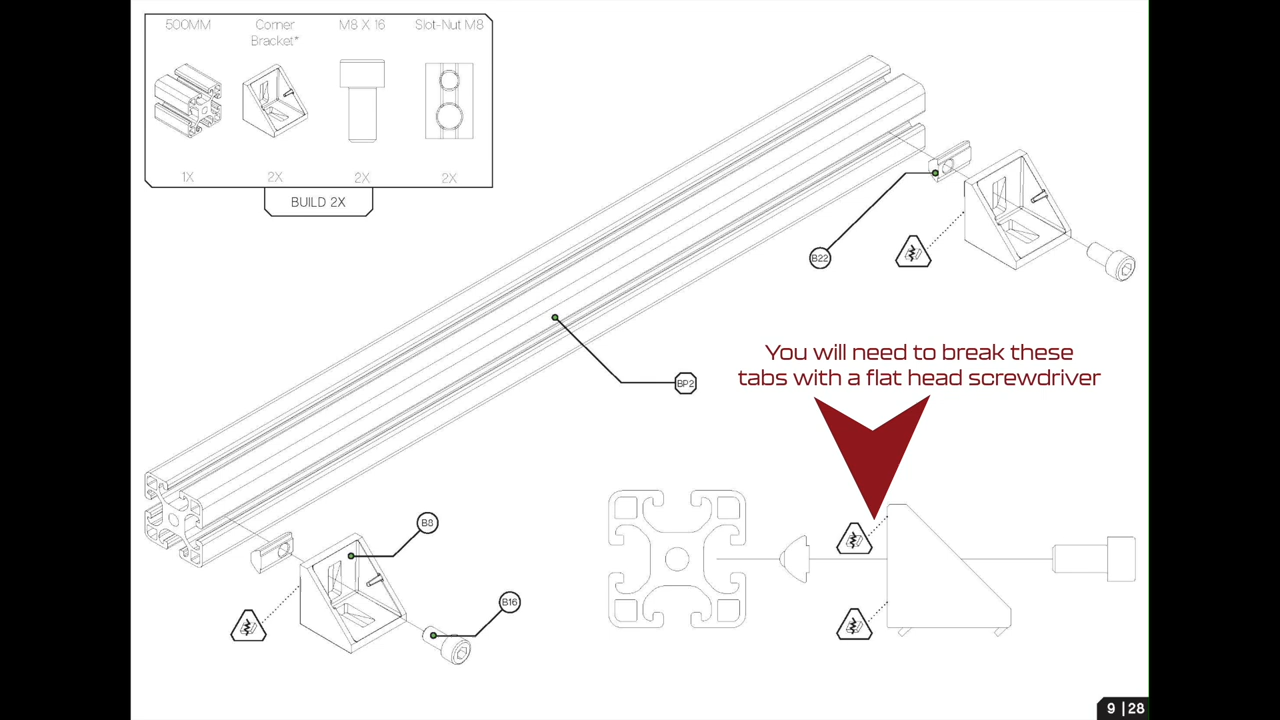 500MM
Corner
Bracket*
M8 X 16
Slot-Nut M8
1X
2X
2X
2X
BUILD 2X
B22
BP2
You will need to break these
tabs with a flat head screwdriver
B8
B16
9 | 28